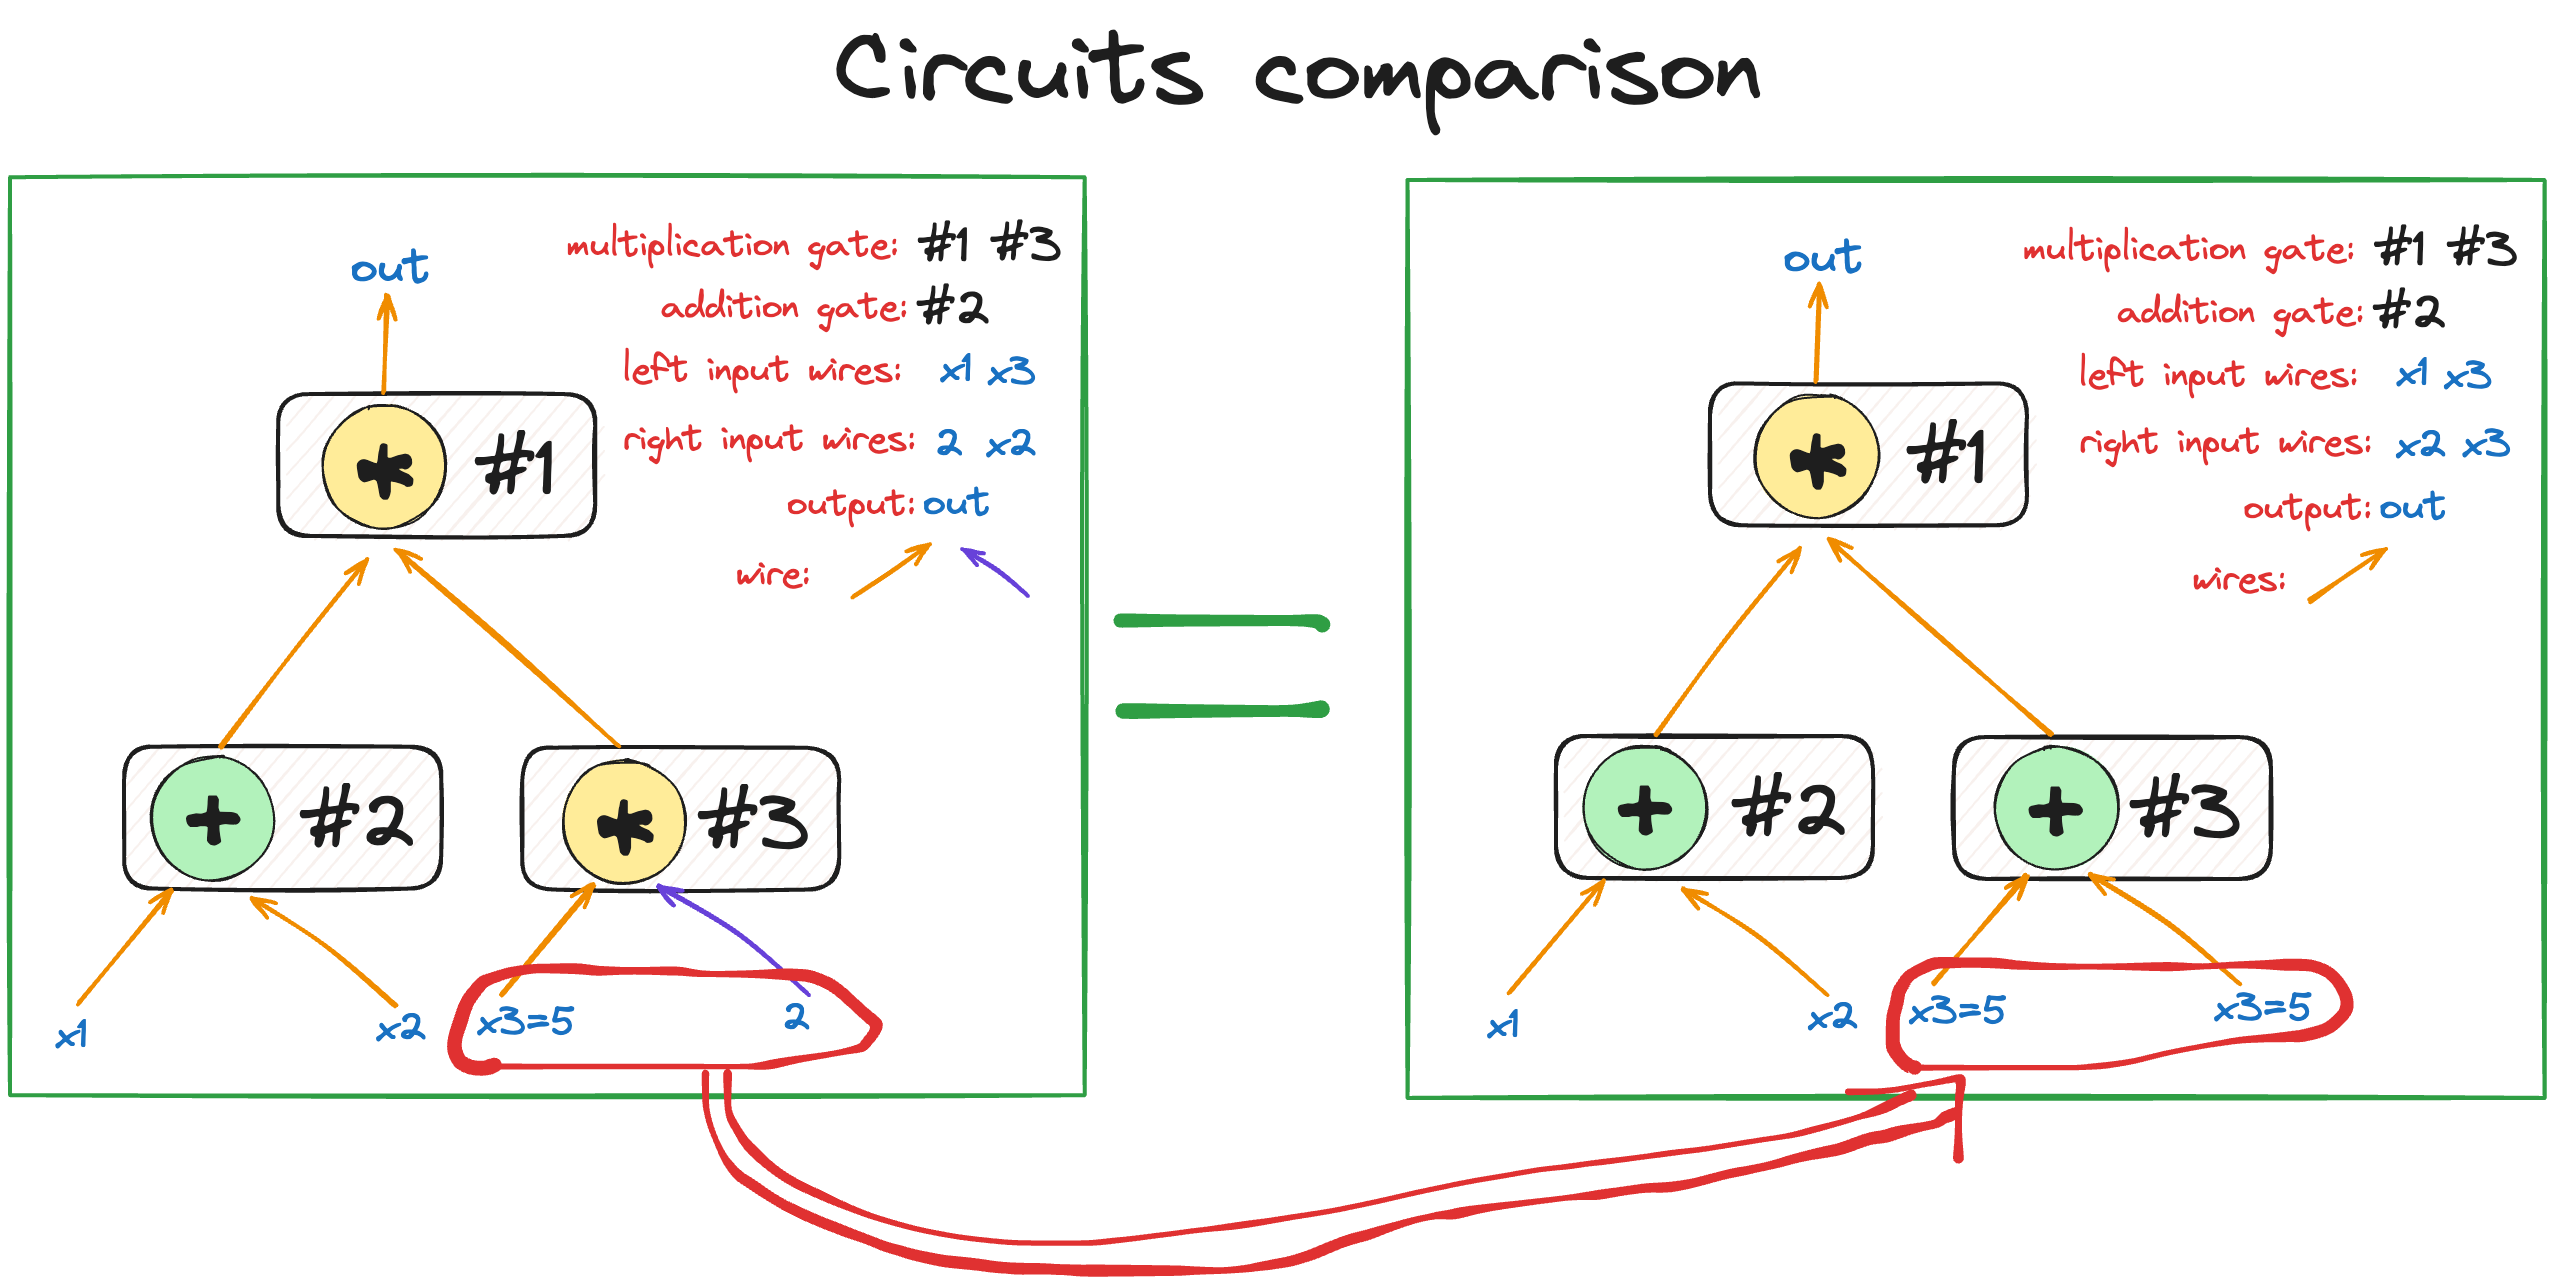 Circuits comparison
out
multiplication gate: #1 #3
addition gate: #2
left input wires: x1 x3
right input wires: 2 x2
output: out
wire:
* #1
+ #2
* #3
x1
x2
x3=5
2
out
multiplication gate: #1 #3
addition gate: #2
left input wires: x1 x3
right input wires: x2 x3
output: out
wires:
* #1
+ #2
+ #3
x1
x2
x3=5
x3=5